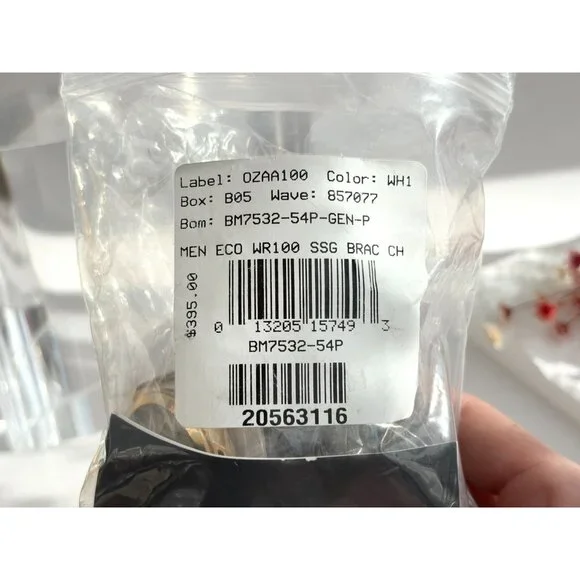 Label: OZAA100 Color: WH1
Box: B05 Wave: 857077
Bom: BM7532-54P-GEN-P
MEN ECO WR100 SSG BRAC CH
$395.00
0 13205 15749 3
BM7532-54P
20563116